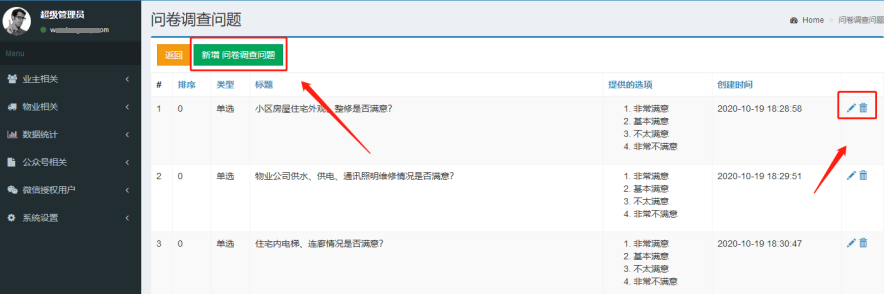 超级管理员
问卷调查问题
Home > 问卷调查问题
Menu
返回
新增 问卷调查问题
业主相关
物业相关
数据统计
公众号相关
微信授权用户
系统设置
# 排序 类型 标题 提供的选项 创建时间
1 0 单选 小区房屋住宅外观、整修是否满意? 2020-10-19 18:28:58
1. 非常满意
2. 基本满意
3. 不太满意
4. 非常不满意
2 0 单选 物业公司供水、供电、通讯照明维修情况是否满意? 2020-10-19 18:29:51
1. 非常满意
2. 基本满意
3. 不太满意
4. 非常不满意
3 0 单选 住宅内电梯、连廊情况是否满意? 2020-10-19 18:30:47
1. 非常满意
2. 基本满意
3. 不太满意
4. 非常不满意